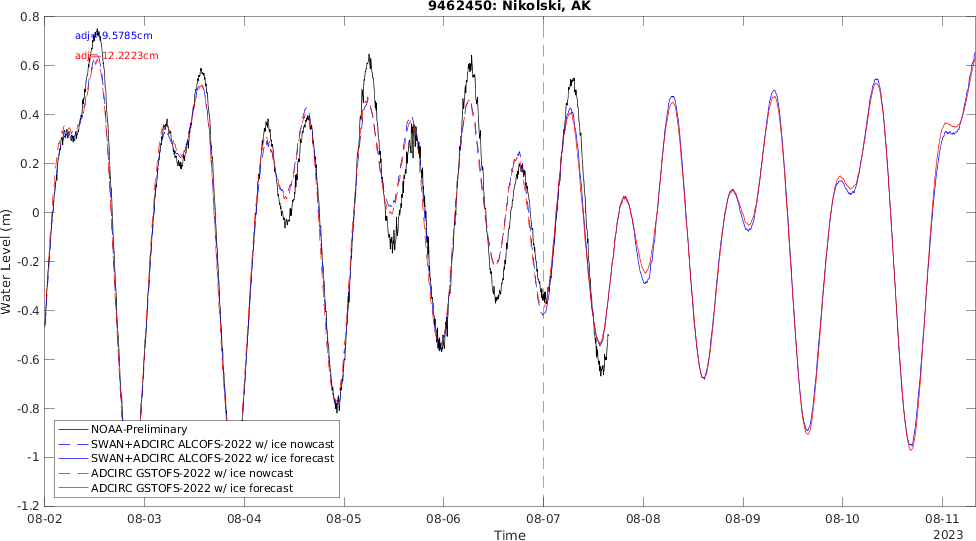 9462450: Nikolski, AK
adj= 9.5785cm
adj=-12.2223cm
0.8
0.6
0.4
0.2
0
-0.2
-0.4
-0.6
-0.8
-1
-1.2
Water Level (m)
NOAA-Preliminary
SWAN+ADCIRC ALCOFS-2022 w/ ice nowcast
SWAN+ADCIRC ALCOFS-2022 w/ ice forecast
ADCIRC GSTOFS-2022 w/ ice nowcast
ADCIRC GSTOFS-2022 w/ ice forecast
08-02 08-03 08-04 08-05 08-06 08-07 08-08 08-09 08-10 08-11
Time 2023